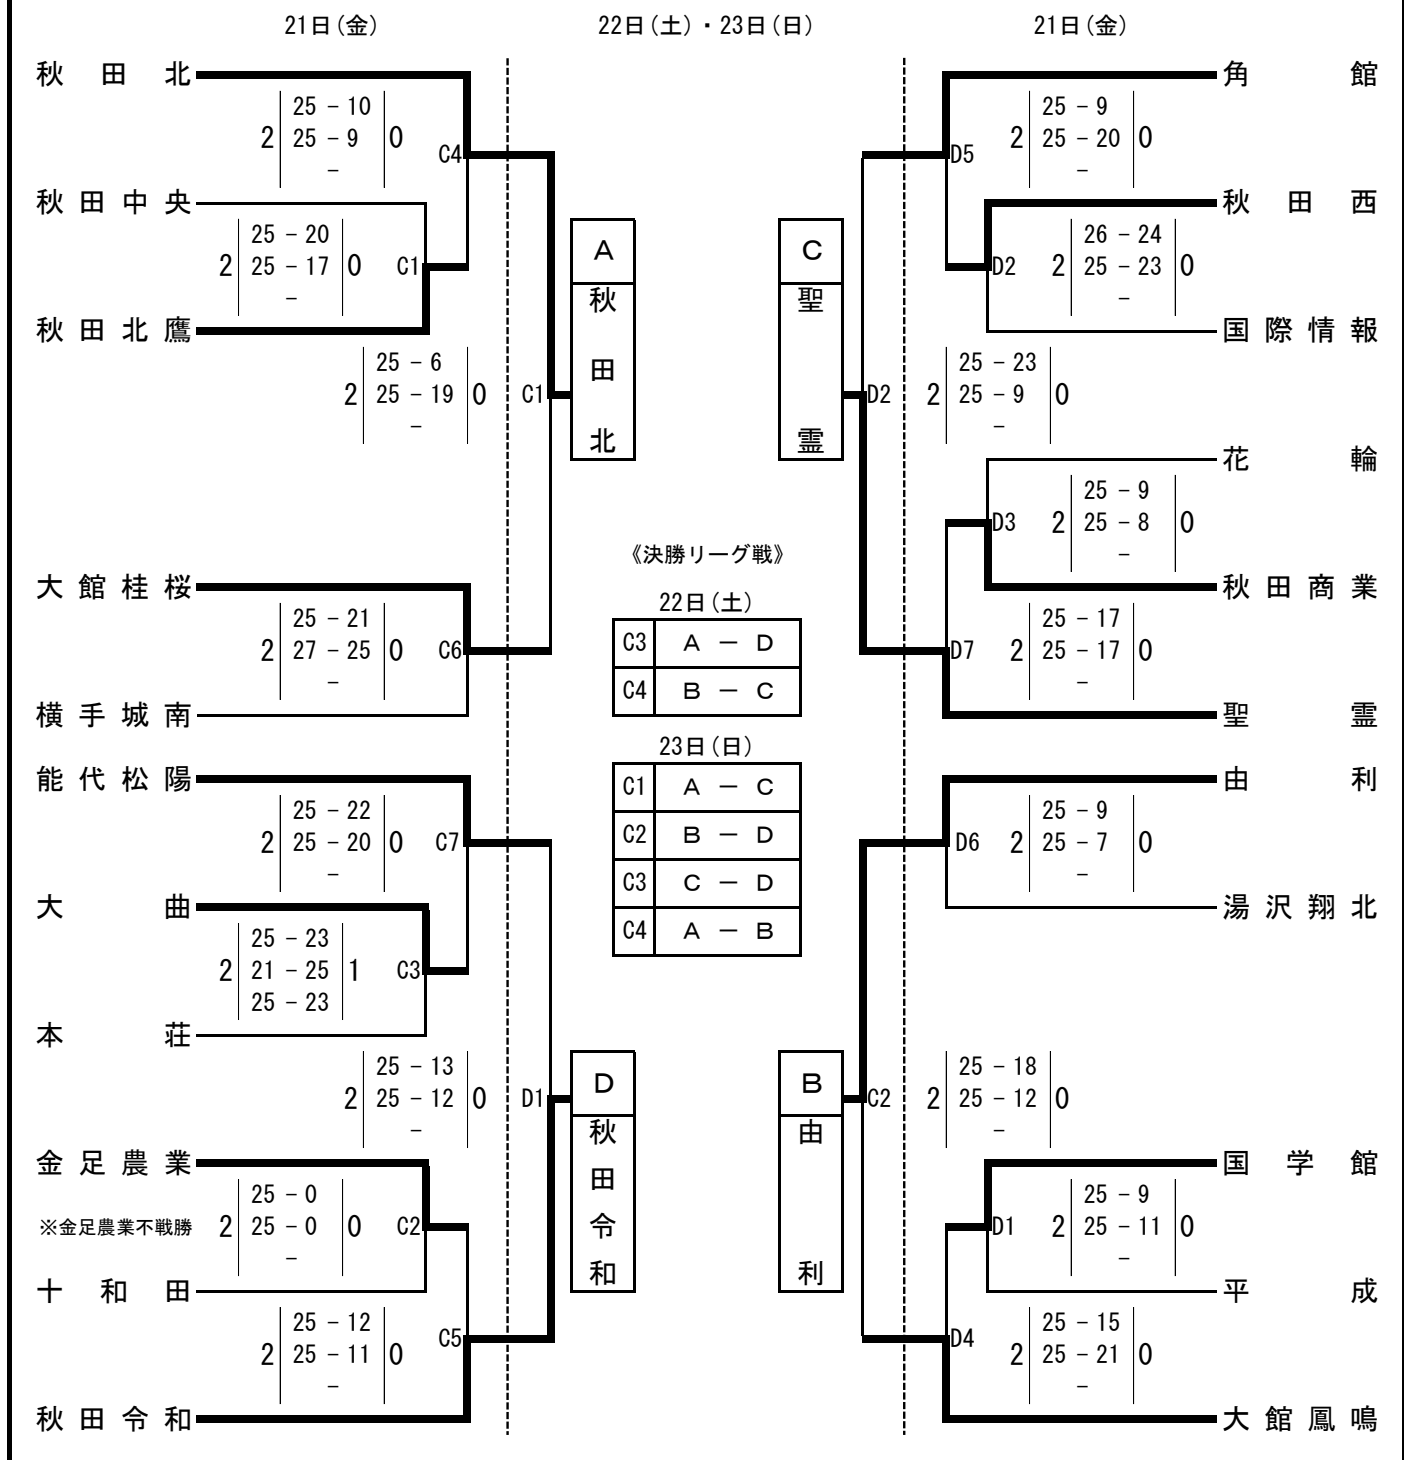 21日(金)
22日(土)・23日(日)
21日(金)
秋田北
2 25 - 10 0
25 - 9
-
C4
秋田中央
2 25 - 20 0
25 - 17
-
C1
秋田北鷹
2 25 - 6 0
25 - 19
-
C1
大館桂桜
2 25 - 21 0
27 - 25
-
C6
横手城南
能代松陽
2 25 - 22 0
25 - 20
-
C7
大曲
2 25 - 23 1
21 - 25
25 - 23
C3
本荘
2 25 - 13 0
25 - 12
-
D1
金足農業
※金足農業不戦勝
2 25 - 0 0
25 - 0
-
C2
十和田
2 25 - 12 0
25 - 11
-
C5
秋田令和
A
秋田北
D
秋田令和
《決勝リーグ戦》
22日(土)
C3 A - D
C4 B - C
23日(日)
C1 A - C
C2 B - D
C3 C - D
C4 A - B
C
聖霊
B
由利
角館
D5
2 25 - 9 0
25 - 20
-
秋田西
D2
2 26 - 24 0
25 - 23
-
国際情報
D2
2 25 - 23 0
25 - 9
-
花輪
D3
2 25 - 9 0
25 - 8
-
秋田商業
D7
2 25 - 17 0
25 - 17
-
聖霊
由利
D6
2 25 - 9 0
25 - 7
-
湯沢翔北
C2
2 25 - 18 0
25 - 12
-
国学館
D1
2 25 - 9 0
25 - 11
-
平成
D4
2 25 - 15 0
25 - 21
-
大館鳳鳴